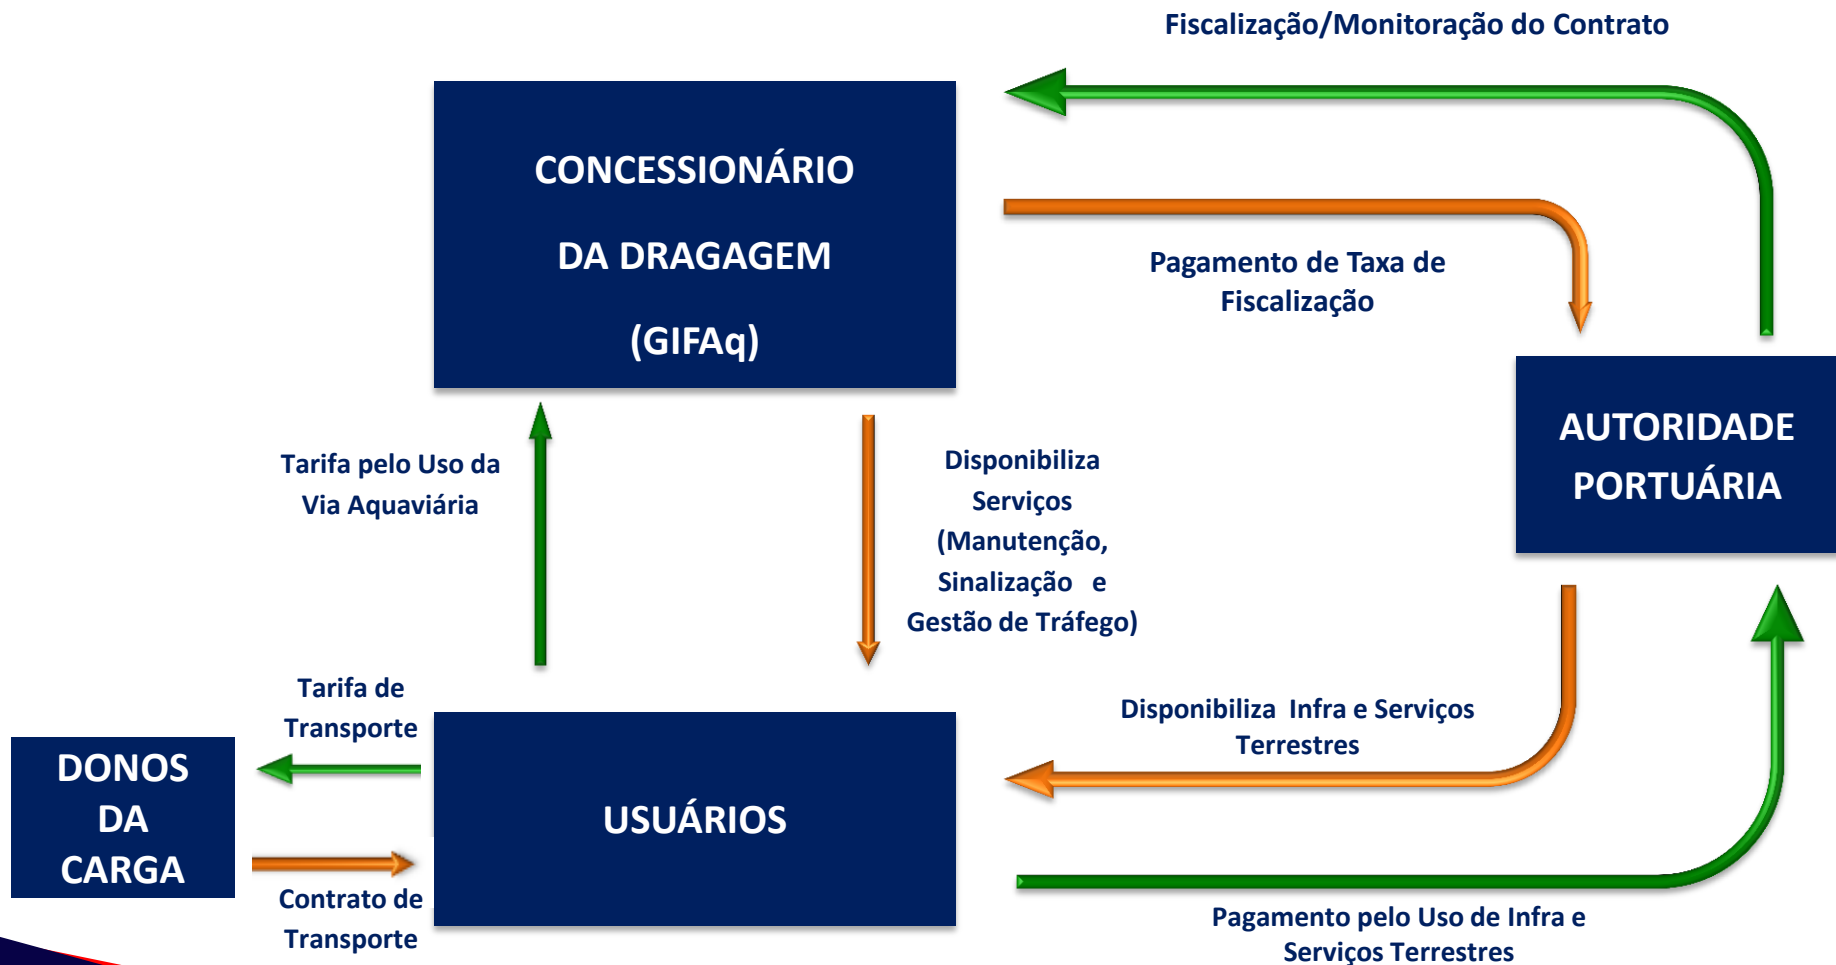 Fiscalização/Monitoração do Contrato
CONCESSIONÁRIO
DA DRAGAGEM
(GIFAq)
Pagamento de Taxa de
Fiscalização
AUTORIDADE
PORTUÁRIA
Tarifa pelo Uso da
Via Aquaviária
Disponibiliza
Serviços
(Manutenção,
Sinalização e
Gestão de Tráfego)
Tarifa de
Transporte
Disponibiliza Infra e Serviços
Terrestres
DONOS
DA
CARGA
USUÁRIOS
Contrato de
Transporte
Pagamento pelo Uso de Infra e
Serviços Terrestres